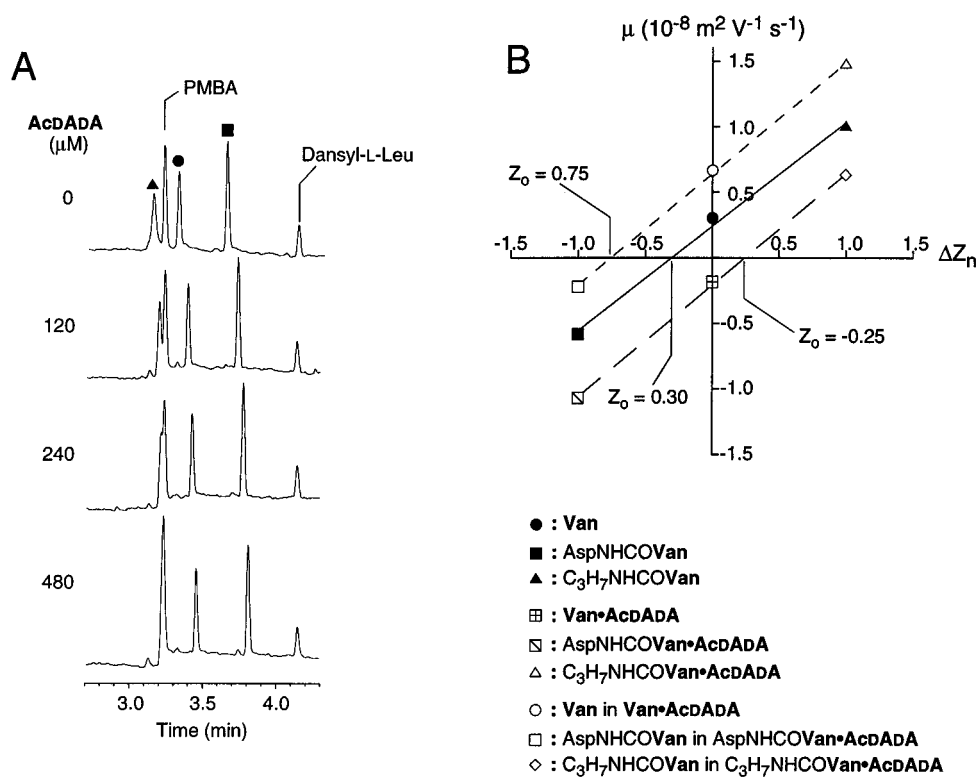 A
AcDADA
(μM)
PMBA
Dansyl-L-Leu
0
120
240
480
3.0 3.5 4.0
Time (min)
B
μ (10⁻⁸ m² V⁻¹ s⁻¹)
1.5
1.0
0.5
-1.5 -1.0 -0.5 0.5 1.0 1.5 ΔZn
-0.5
-1.0
-1.5
Zo = 0.75
Zo = -0.25
Zo = 0.30
● : Van
■ : AspNHCOVan
▲ : C₃H₇NHCOVan
⊞ : Van•AcDADA
⧅ : AspNHCOVan•AcDADA
△ : C₃H₇NHCOVan•AcDADA
○ : Van in Van•AcDADA
□ : AspNHCOVan in AspNHCOVan•AcDADA
◇ : C₃H₇NHCOVan in C₃H₇NHCOVan•AcDADA